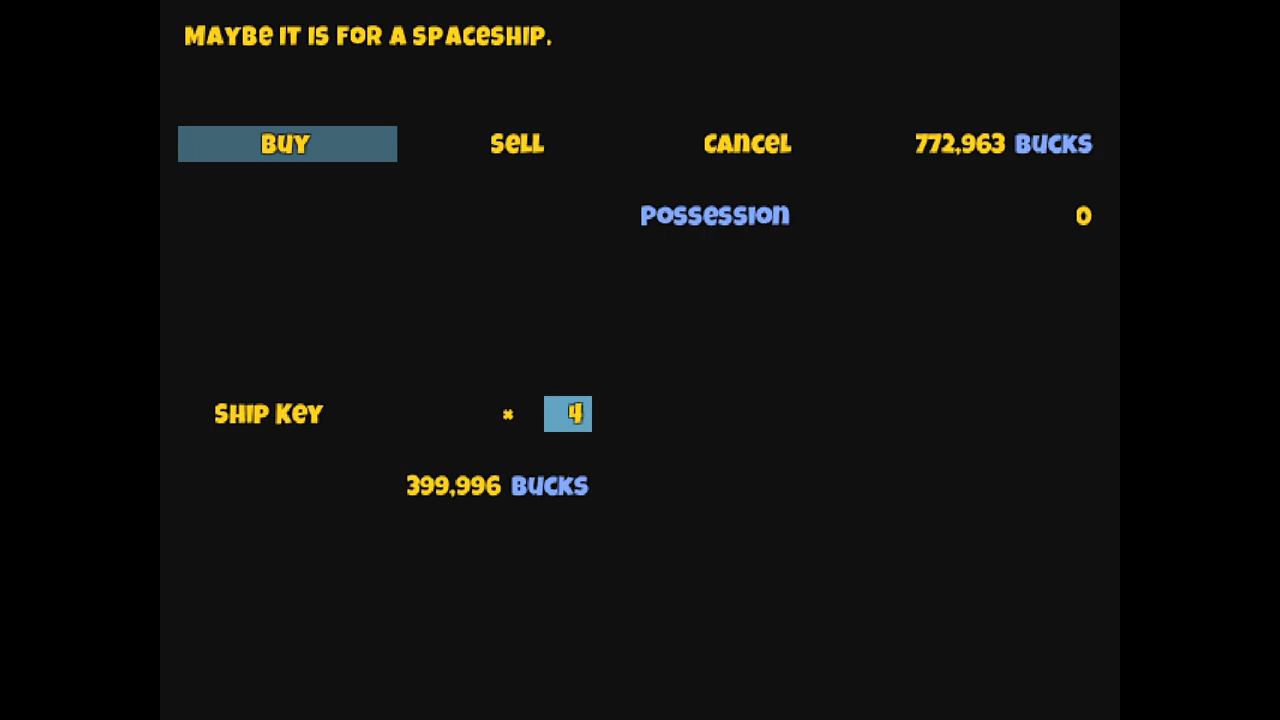 Maybe it is for a spaceship.
Buy Sell Cancel 772,963 Bucks
Possession 0
Ship Key × 4
399,996 Bucks